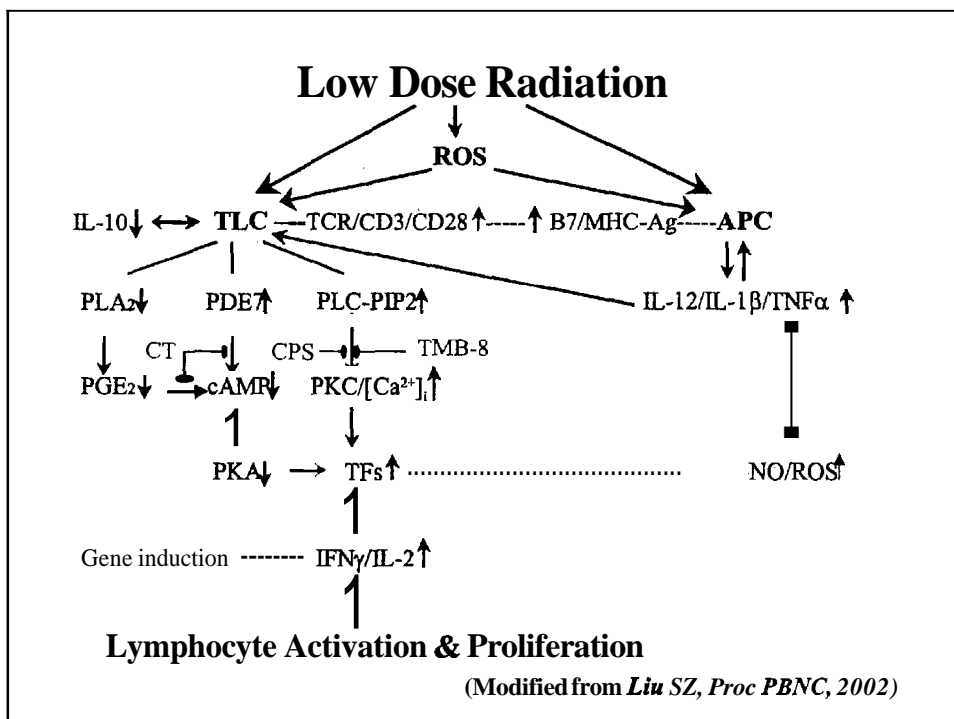 Low Dose Radiation
ROS
IL-10↓ ↔ TLC TCR/CD3/CD28↑ ----- ↑ B7/MHC-Ag ----- APC
PLA₂↓ PDE7↑ PLC-PIP2↑ IL-12/IL-1β/TNFα ↑
CT CPS TMB-8
PGE₂↓ → cAMP↓ PKC/[Ca²⁺]ᵢ↑
PKA↓ → TFs↑ ........ NO/ROS↑
Gene induction -------- IFNγ/IL-2↑
Lymphocyte Activation & Proliferation
(Modified from Liu SZ, Proc PBNC, 2002)